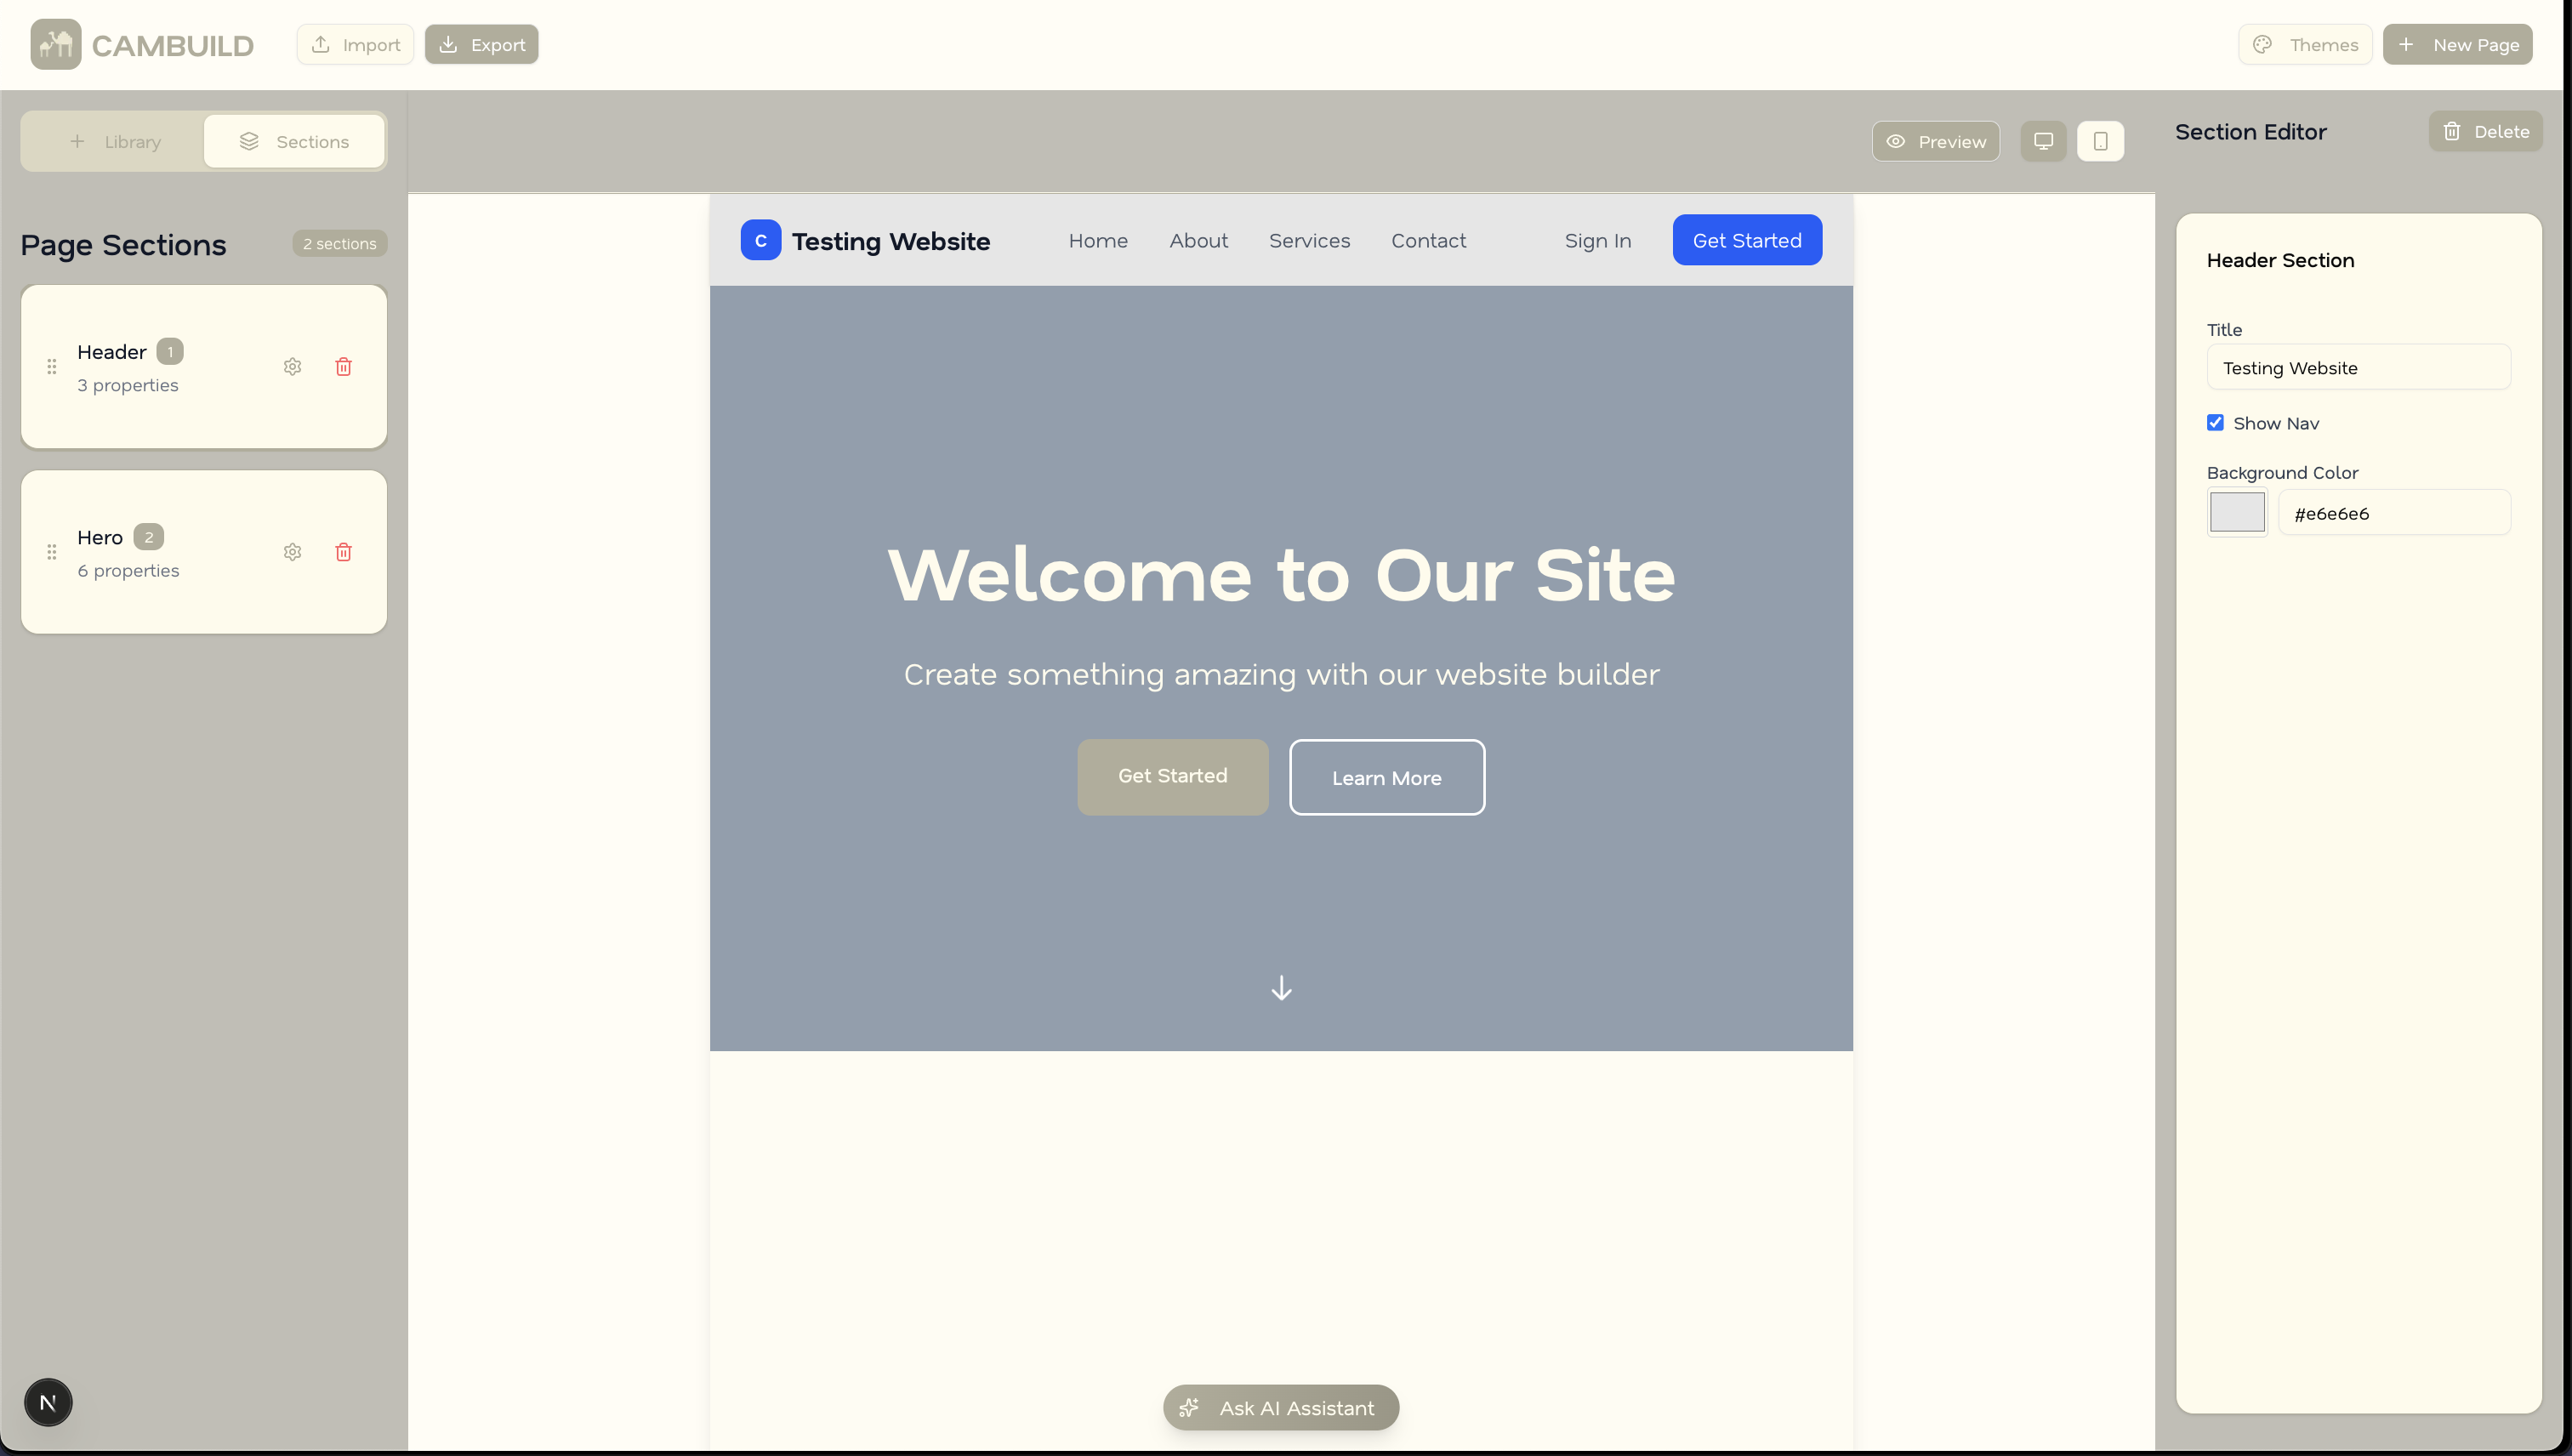 CAMBUILD
Import
Export
Themes
New Page
Library
Sections
Page Sections
2 sections
Header 1
3 properties
Hero 2
6 properties
Preview
C Testing Website
Home
About
Services
Contact
Sign In
Get Started
Welcome to Our Site
Create something amazing with our website builder
Get Started
Learn More
Ask AI Assistant
Section Editor
Delete
Header Section
Title
Testing Website
Show Nav
Background Color
#e6e6e6
N